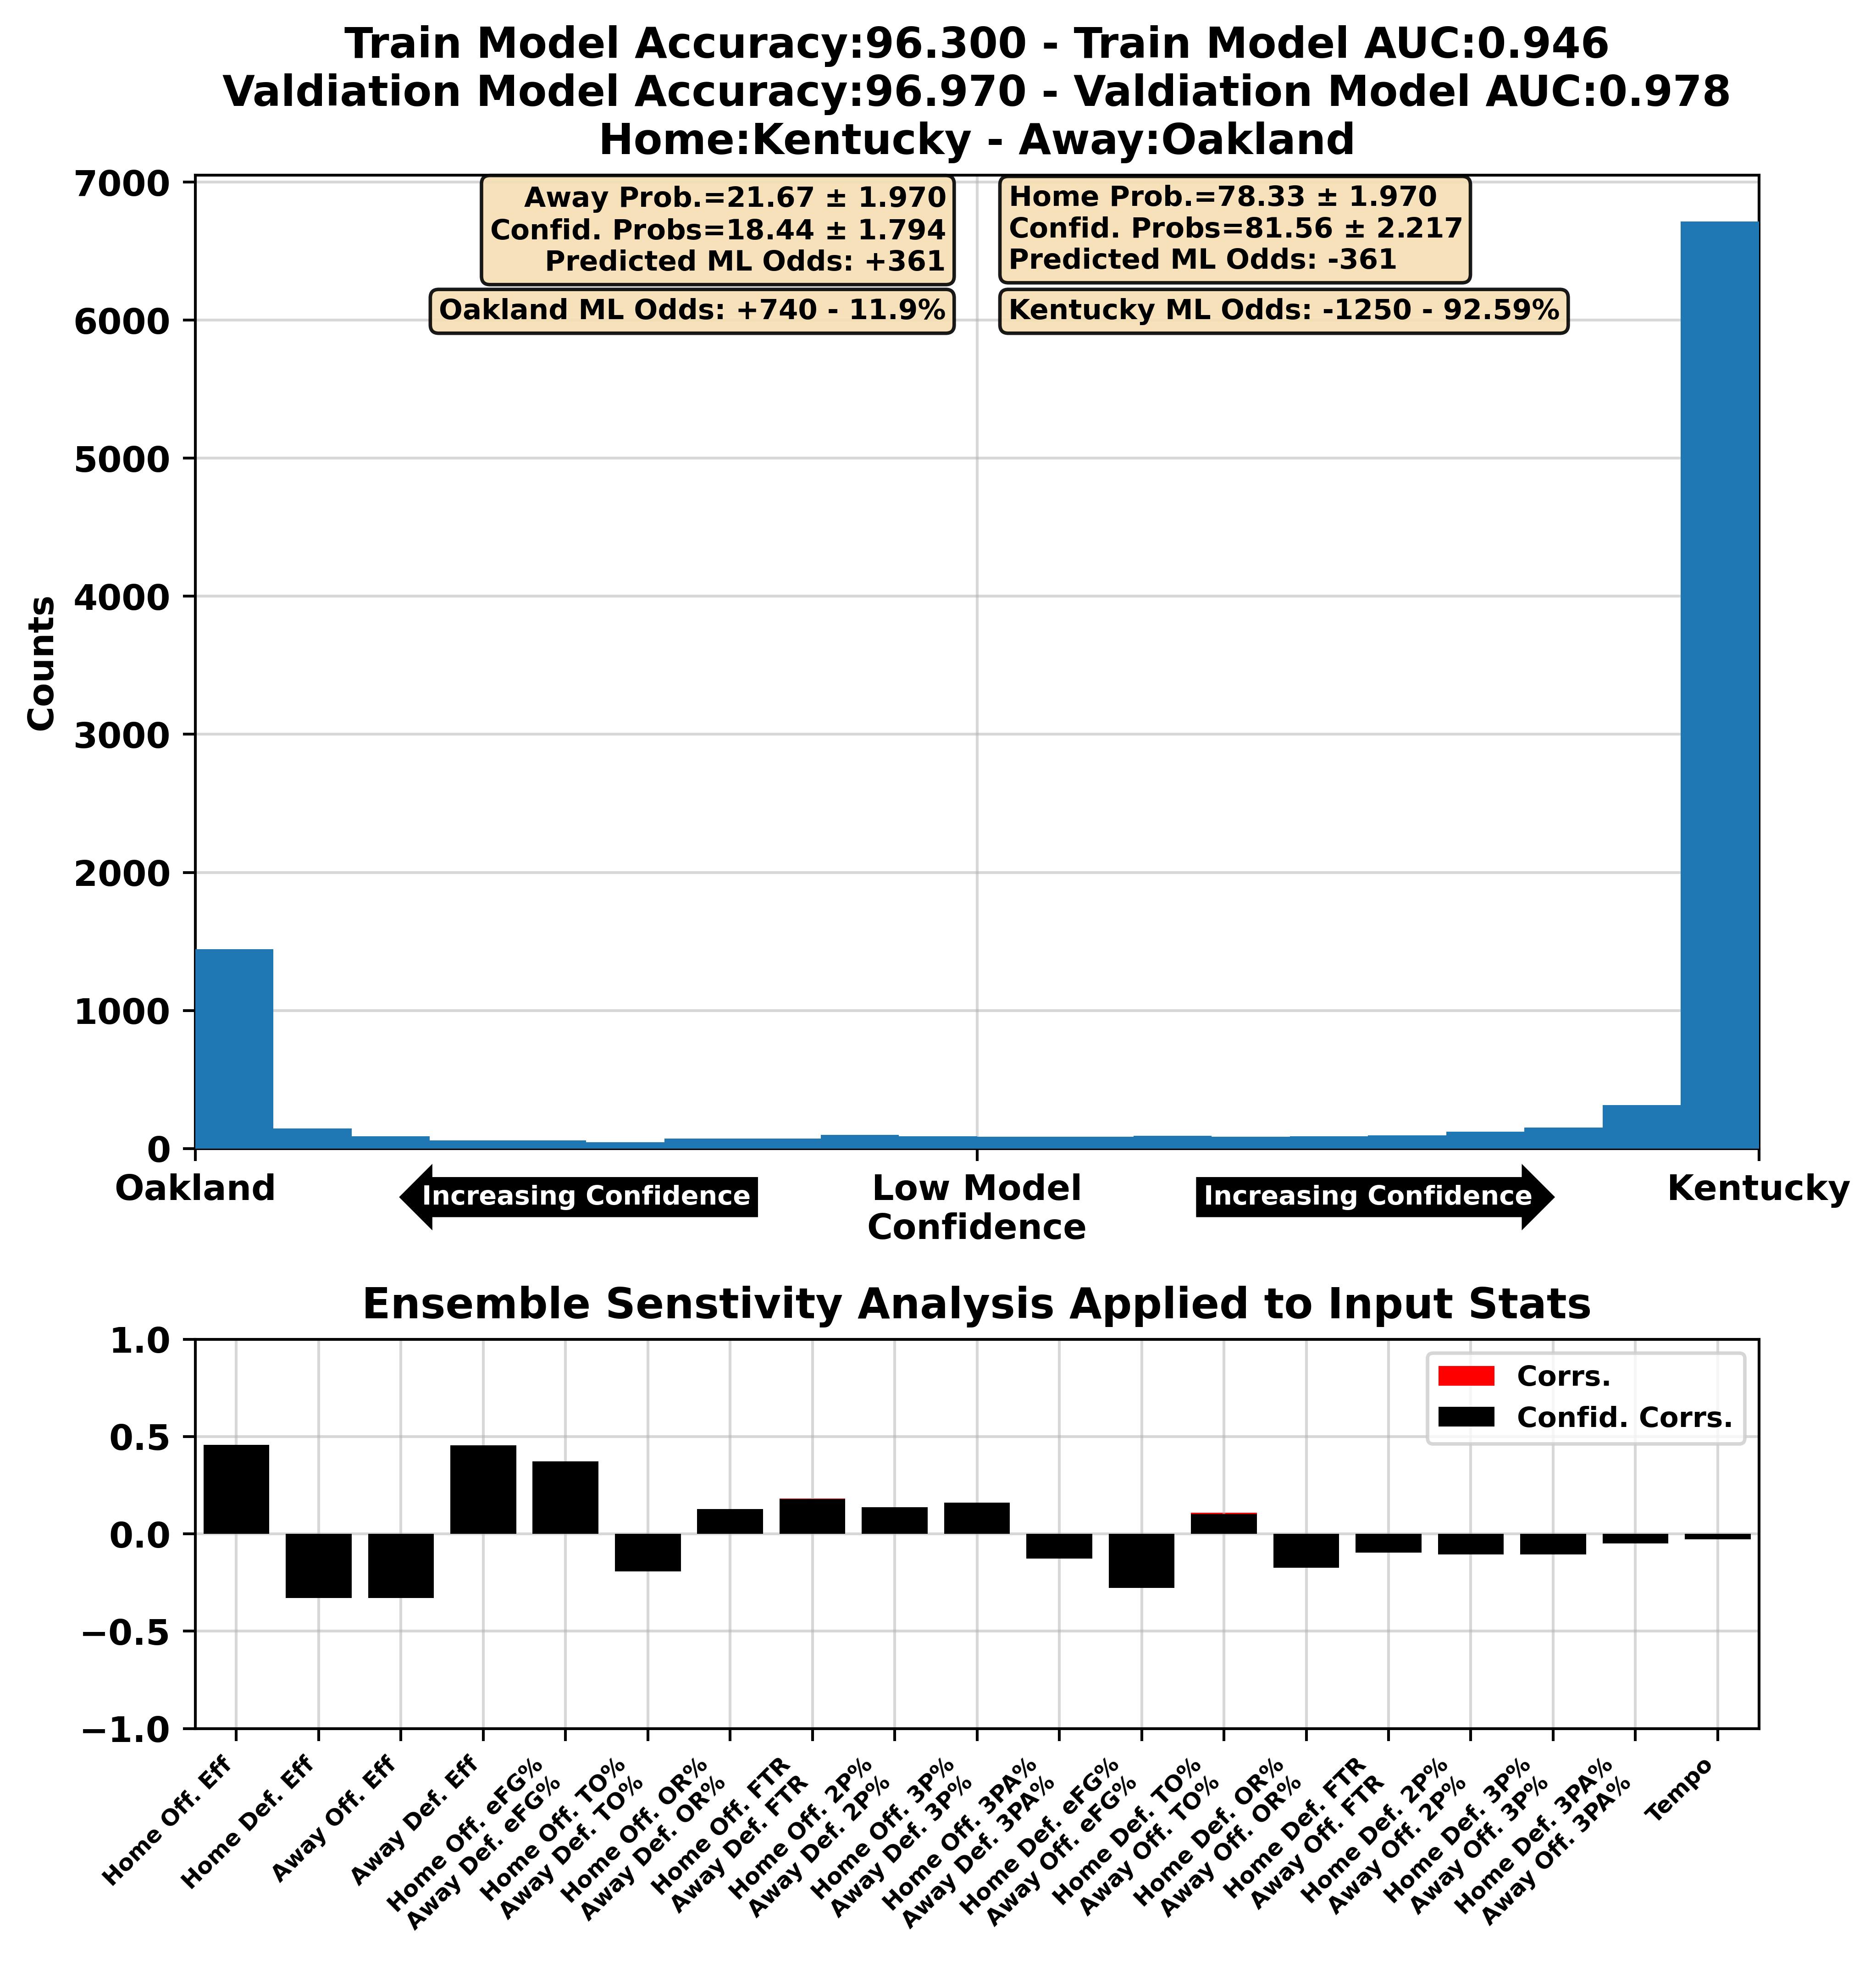 Train Model Accuracy:96.300 - Train Model AUC:0.946
Valdiation Model Accuracy:96.970 - Valdiation Model AUC:0.978
Home:Kentucky - Away:Oakland
Away Prob.=21.67 ± 1.970
Confid. Probs=18.44 ± 1.794
Predicted ML Odds: +361
Oakland ML Odds: +740 - 11.9%
Home Prob.=78.33 ± 1.970
Confid. Probs=81.56 ± 2.217
Predicted ML Odds: -361
Kentucky ML Odds: -1250 - 92.59%
Counts
7000
6000
5000
4000
3000
2000
1000
0
Oakland
Increasing Confidence
Low Model
Confidence
Increasing Confidence
Kentucky
Ensemble Senstivity Analysis Applied to Input Stats
1.0
0.5
0.0
−0.5
−1.0
Corrs.
Confid. Corrs.
Home Off. Eff
Home Def. Eff
Away Off. Eff
Away Def. Eff
Home Off. eFG%
Away Def. eFG%
Home Off. TO%
Away Def. TO%
Home Off. OR%
Away Def. OR%
Home Off. FTR
Away Def. FTR
Home Off. 2P%
Away Def. 2P%
Home Off. 3P%
Away Def. 3P%
Home Off. 3PA%
Away Def. 3PA%
Home Def. eFG%
Away Off. eFG%
Home Def. TO%
Away Off. TO%
Home Def. OR%
Away Off. OR%
Home Def. FTR
Away Off. FTR
Home Def. 2P%
Away Off. 2P%
Home Def. 3P%
Away Off. 3P%
Home Def. 3PA%
Away Off. 3PA%
Tempo